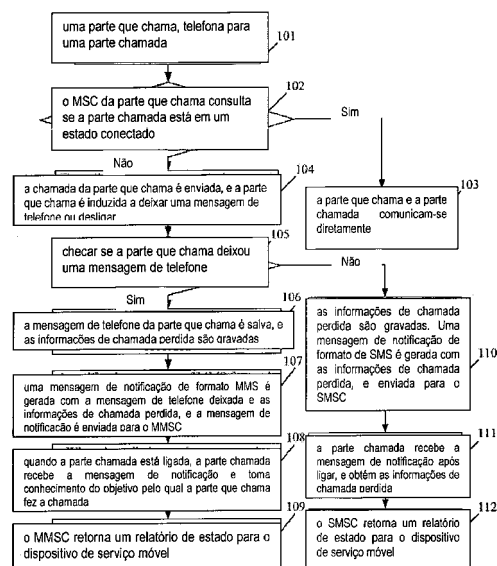 uma parte que chama, telefona para
uma parte chamada
101
o MSC da parte que chama consulta
se a parte chamada está em um
estado conectado
102
Sim
Não
a chamada da parte que chama é enviada, e a parte
que chama é induzida a deixar uma mensagem de
telefone ou desligar
104
a parte que chama e a parte
chamada comunicam-se
diretamente
103
checar se a parte que chama deixou
uma mensagem de telefone
105
Não
Sim
a mensagem de telefone da parte que chama é salva, e
as informações de chamada perdida são gravadas
106
uma mensagem de notificação de formato MMS é
gerada com a mensagem de telefone deixada e as
informações de chamada perdida, e a mensagem de
notificação é enviada para o MMSC
107
quando a parte chamada está ligada, a parte chamada
recebe a mensagem de notificação e toma
conhecimento do objetivo pelo qual a parte que chama
fez a chamada
108
o MMSC retorna um relatório de estado para o
dispositivo de serviço móvel
109
as informações de chamada
perdida são gravadas. Uma
mensagem de notificação de
formato de SMS é gerada com
as informações de chamada
perdida, e enviada para o
SMSC
110
a parte chamada recebe a
mensagem de notificação após
ligar, e obtém as informações de
chamada perdida
111
o SMSC retorna um relatório
de estado para o dispositivo
de serviço móvel
112